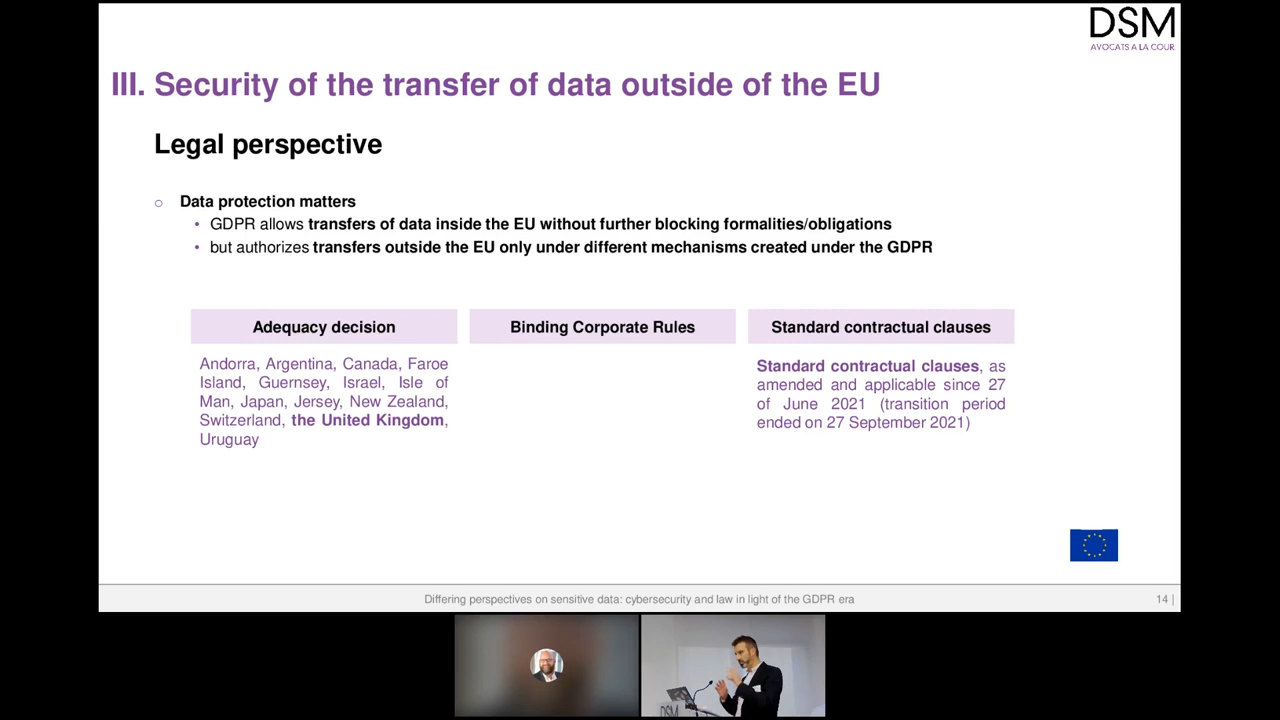 DSM
AVOCATS A LA COUR
III. Security of the transfer of data outside of the EU
Legal perspective
Data protection matters
GDPR allows transfers of data inside the EU without further blocking formalities/obligations
but authorizes transfers outside the EU only under different mechanisms created under the GDPR
Adequacy decision
Andorra, Argentina, Canada, Faroe
Island, Guernsey, Israel, Isle of
Man, Japan, Jersey, New Zealand,
Switzerland, the United Kingdom,
Uruguay
Binding Corporate Rules
Standard contractual clauses
Standard contractual clauses, as
amended and applicable since 27
of June 2021 (transition period
ended on 27 September 2021)
Differing perspectives on sensitive data: cybersecurity and law in light of the GDPR era
14 |
DSM